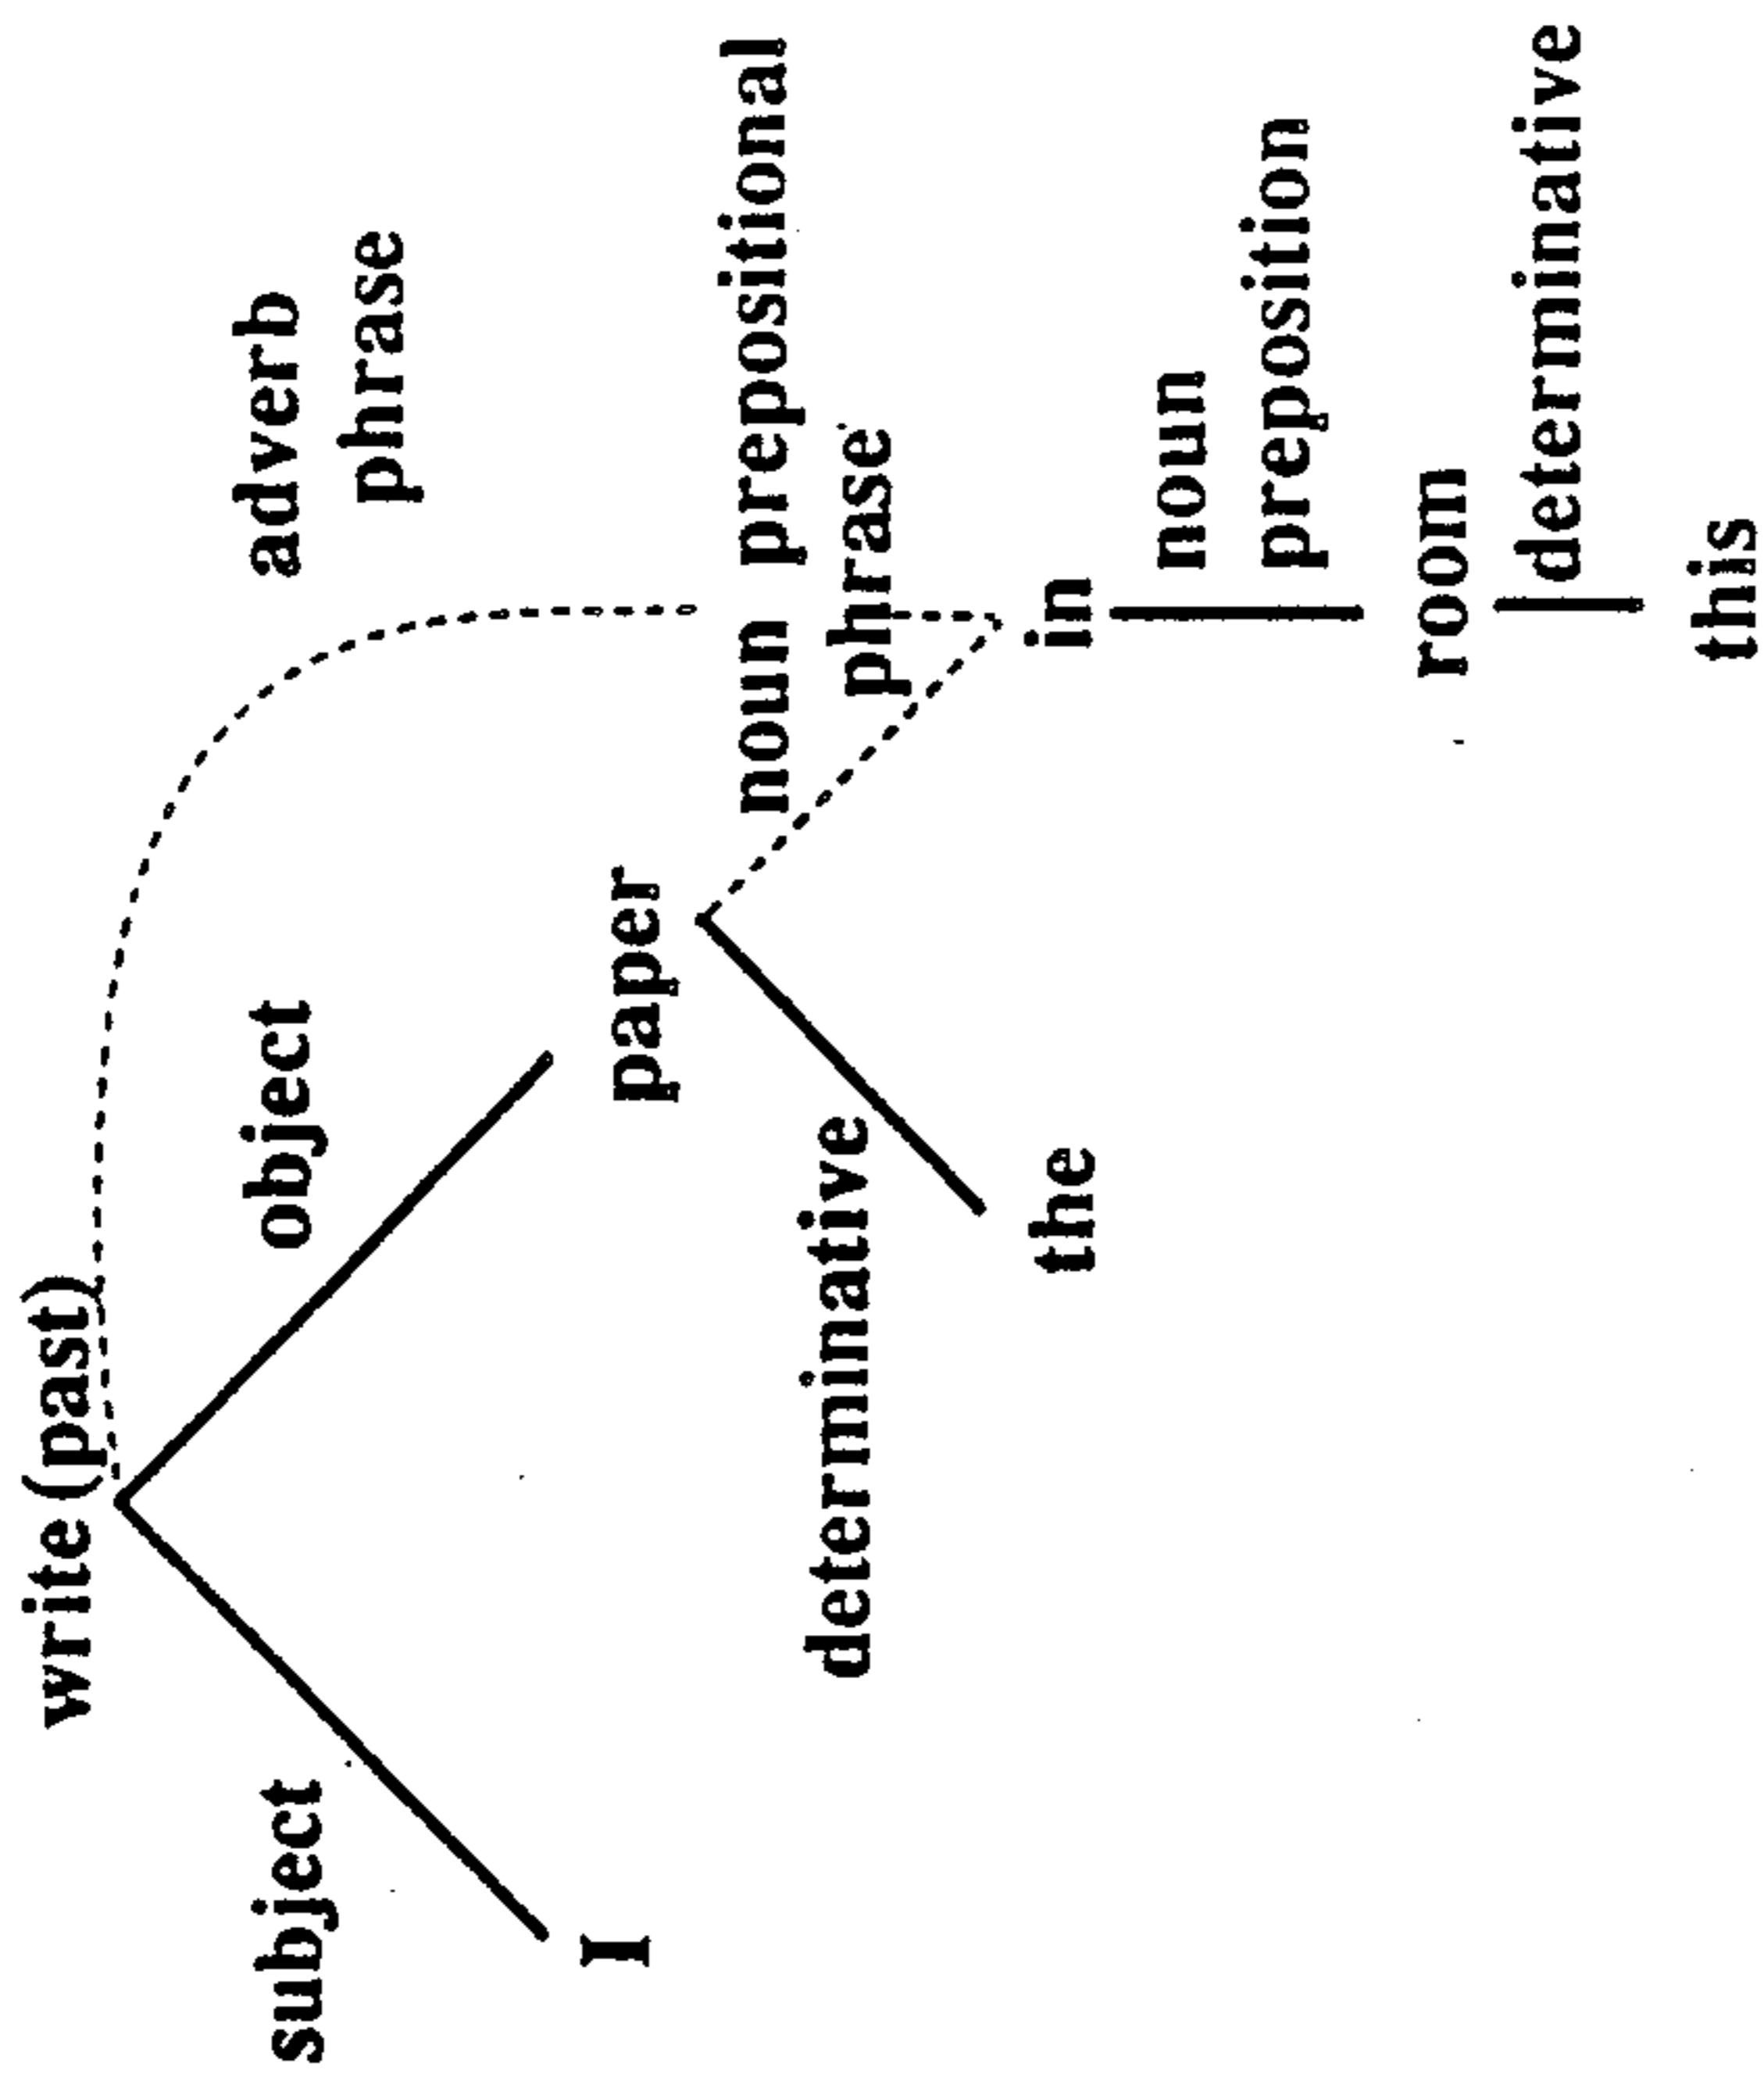 write (past)
subject
object
adverb
phrase
I
paper
noun prepositional
phrase
determinative
the
in
noun
preposition
room
determinative
this